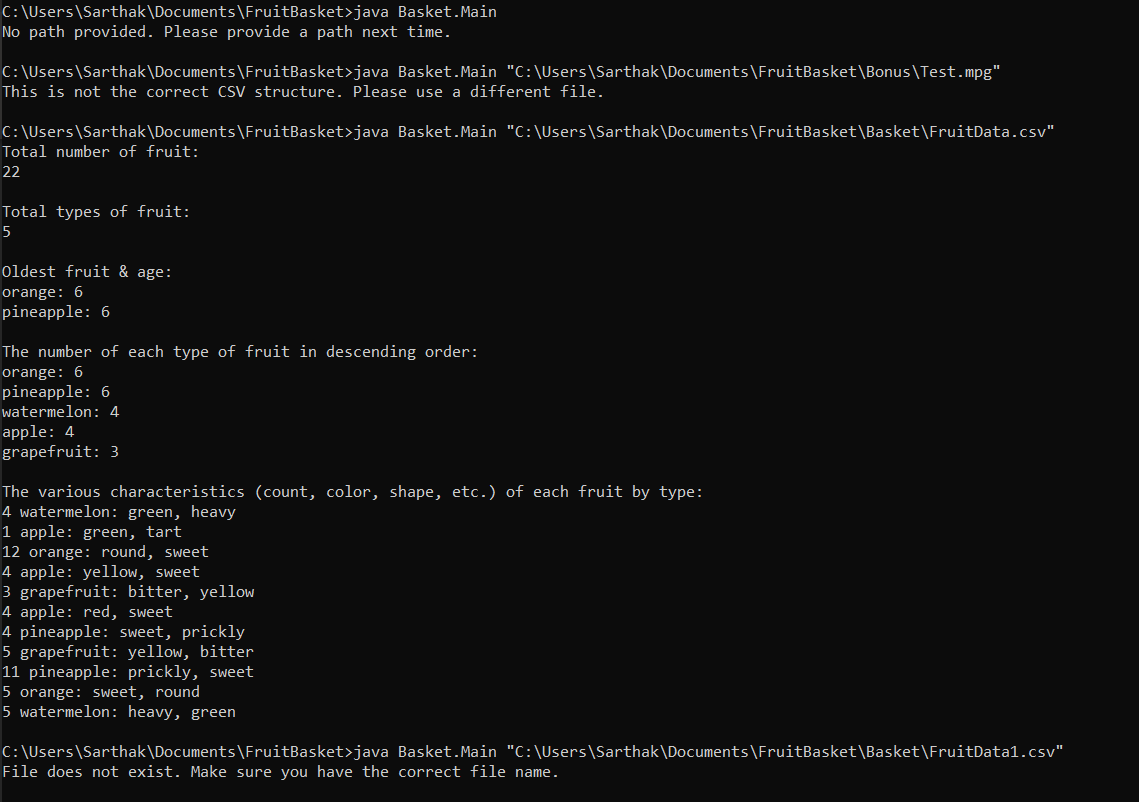 C:\Users\Sarthak\Documents\FruitBasket>java Basket.Main
No path provided. Please provide a path next time.
C:\Users\Sarthak\Documents\FruitBasket>java Basket.Main "C:\Users\Sarthak\Documents\FruitBasket\Bonus\Test.mpg"
This is not the correct CSV structure. Please use a different file.
C:\Users\Sarthak\Documents\FruitBasket>java Basket.Main "C:\Users\Sarthak\Documents\FruitBasket\Basket\FruitData.csv"
Total number of fruit:
22
Total types of fruit:
5
Oldest fruit & age:
orange: 6
pineapple: 6
The number of each type of fruit in descending order:
orange: 6
pineapple: 6
watermelon: 4
apple: 4
grapefruit: 3
The various characteristics (count, color, shape, etc.) of each fruit by type:
4 watermelon: green, heavy
1 apple: green, tart
12 orange: round, sweet
4 apple: yellow, sweet
3 grapefruit: bitter, yellow
4 apple: red, sweet
4 pineapple: sweet, prickly
5 grapefruit: yellow, bitter
11 pineapple: prickly, sweet
5 orange: sweet, round
5 watermelon: heavy, green
C:\Users\Sarthak\Documents\FruitBasket>java Basket.Main "C:\Users\Sarthak\Documents\FruitBasket\Basket\FruitData1.csv"
File does not exist. Make sure you have the correct file name.